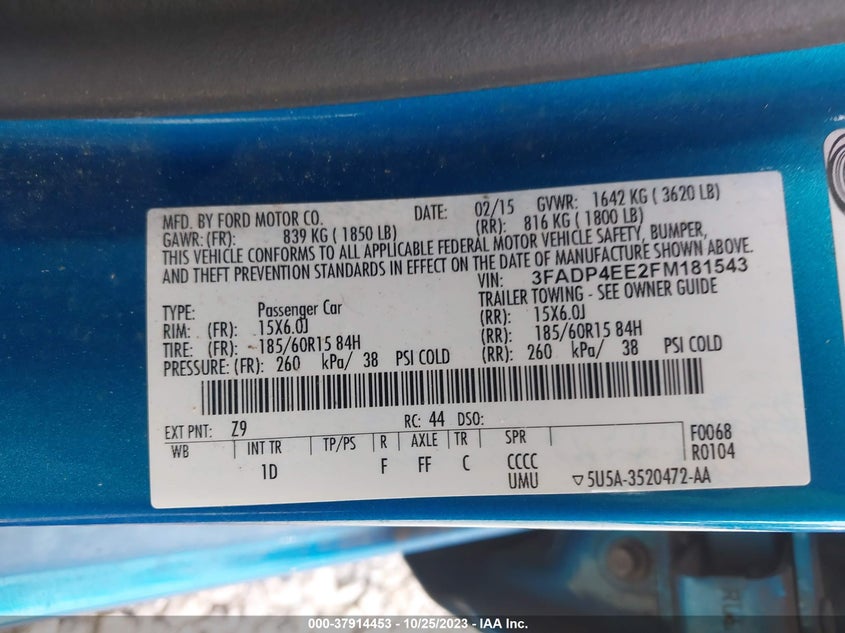 MFD. BY FORD MOTOR CO. DATE: 02/15 GVWR: 1642 KG ( 3620 LB)
GAWR: (FR): 839 KG ( 1850 LB) (RR): 816 KG ( 1800 LB)
THIS VEHICLE CONFORMS TO ALL APPLICABLE FEDERAL MOTOR VEHICLE SAFETY, BUMPER,
AND THEFT PREVENTION STANDARDS IN EFFECT ON THE DATE OF MANUFACTURE SHOWN ABOVE.
VIN: 3FADP4EE2FM181543
TYPE: Passenger Car TRAILER TOWING - SEE OWNER GUIDE
RIM: (FR): 15X6.0J (RR): 15X6.0J
TIRE: (FR): 185/60R15 84H (RR): 185/60R15 84H
PRESSURE: (FR): 260 kPa/ 38 PSI COLD (RR): 260 kPa/ 38 PSI COLD
EXT PNT: Z9 RC: 44 DSO:
WB INT TR TP/PS R AXLE TR SPR F0068
1D F FF C CCCC R0104
UMU ▽5U5A-3520472-AA
000-37914453 - 10/25/2023 - IAA Inc.